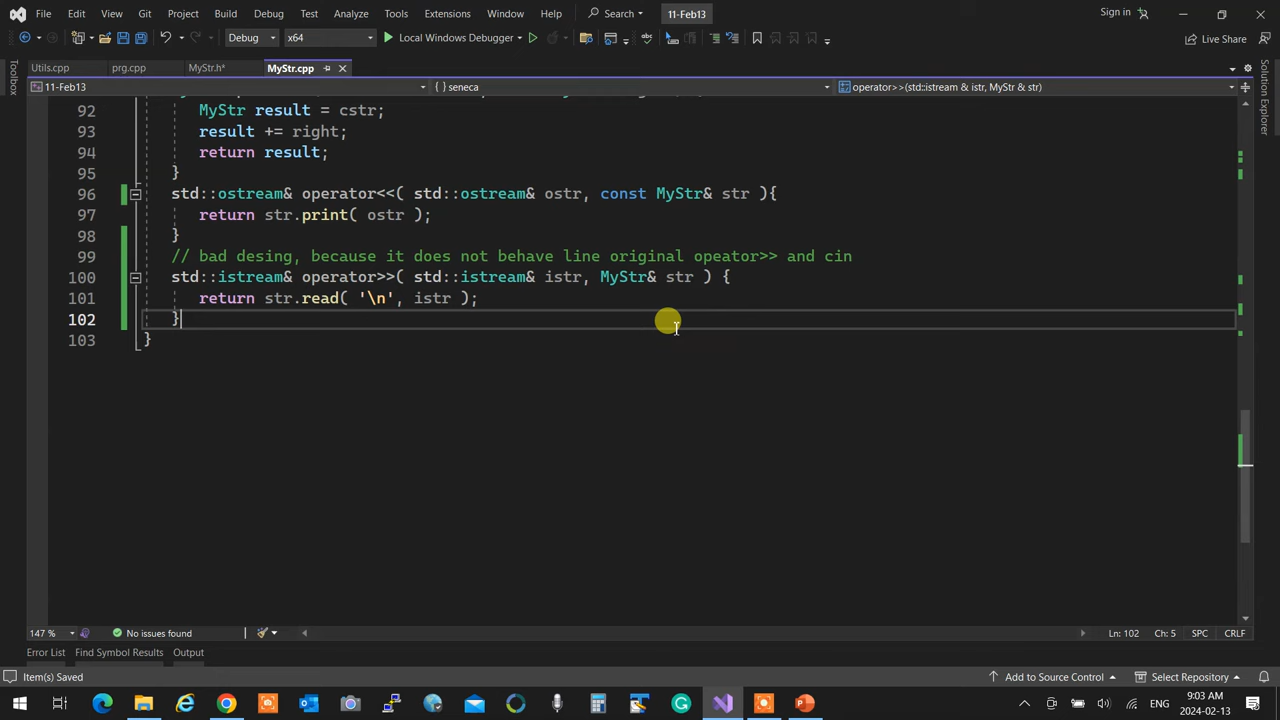 File Edit View Git Project Build Debug Test Analyze Tools Extensions Window Help Search 11-Feb13 Sign in
Debug x64 Local Windows Debugger Live Share
Utils.cpp prg.cpp MyStr.h* MyStr.cpp
11-Feb13 {} seneca operator>>(std::istream & istr, MyStr & str)
Toolbox
Solution Explorer
92 MyStr result = cstr;
93 result += right;
94 return result;
95 }
96 std::ostream& operator<<( std::ostream& ostr, const MyStr& str ){
97 return str.print( ostr );
98 }
99 // bad desing, because it does not behave line original opeator>> and cin
100 std::istream& operator>>( std::istream& istr, MyStr& str ) {
101 return str.read( '\n', istr );
102 }
103 }
147 % No issues found Ln: 102 Ch: 5 SPC CRLF
Error List Find Symbol Results Output
Item(s) Saved Add to Source Control Select Repository
ENG 9:03 AM
2024-02-13